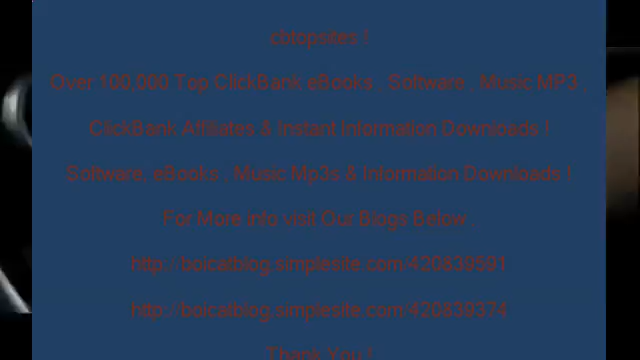 cbtopsites !
Over 100,000 Top ClickBank eBooks , Software , Music MP3 ,
ClickBank Affiliates & Instant Information Downloads !
Software, eBooks , Music Mp3s & Information Downloads !
For More info visit Our Blogs Below..
http://boicalblog.simplesite.com/420839591
http://boicalblog.simplesite.com/420839374
Thank You !